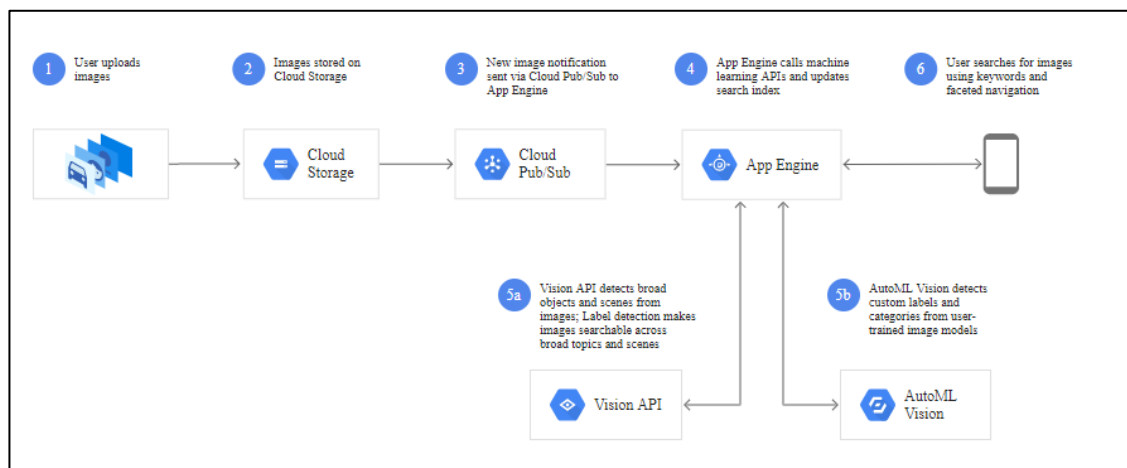 1
User uploads
images
2
Images stored on
Cloud Storage
3
New image notification
sent via Cloud Pub/Sub to
App Engine
4
App Engine calls machine
learning APIs and updates
search index
6
User searches for images
using keywords and
faceted navigation
Cloud
Storage
Cloud
Pub/Sub
App Engine
5a
Vision API detects broad
objects and scenes from
images; Label detection makes
images searchable across
broad topics and scenes
5b
AutoML Vision detects
custom labels and
categories from user-
trained image models
Vision API
AutoML
Vision